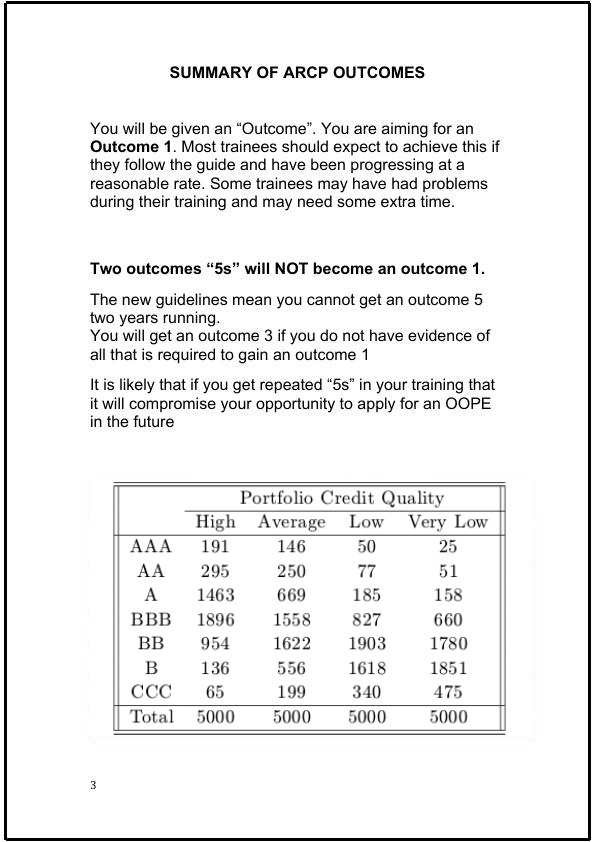 SUMMARY OF ARCP OUTCOMES
You will be given an “Outcome”. You are aiming for an
Outcome 1. Most trainees should expect to achieve this if
they follow the guide and have been progressing at a
reasonable rate. Some trainees may have had problems
during their training and may need some extra time.
Two outcomes “5s” will NOT become an outcome 1.
The new guidelines mean you cannot get an outcome 5
two years running.
You will get an outcome 3 if you do not have evidence of
all that is required to gain an outcome 1
It is likely that if you get repeated “5s” in your training that
it will compromise your opportunity to apply for an OOPE
in the future
Portfolio Credit Quality
High Average Low Very Low
AAA 191 146 50 25
AA 295 250 77 51
A 1463 669 185 158
BBB 1896 1558 827 660
BB 954 1622 1903 1780
B 136 556 1618 1851
CCC 65 199 340 475
Total 5000 5000 5000 5000
3